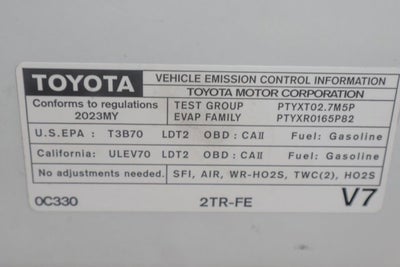 TOYOTA
VEHICLE EMISSION CONTROL INFORMATION
TOYOTA MOTOR CORPORATION
Conforms to regulations
2023MY
TEST GROUP PTYXT02.7M5P
EVAP FAMILY PTYXR0165P82
U.S.EPA : T3B70 LDT2 OBD : CAII Fuel: Gasoline
California: ULEV70 LDT2 OBD : CAII Fuel: Gasoline
No adjustments needed. SFI, AIR, WR-HO2S, TWC(2), HO2S
0C330 2TR-FE V7